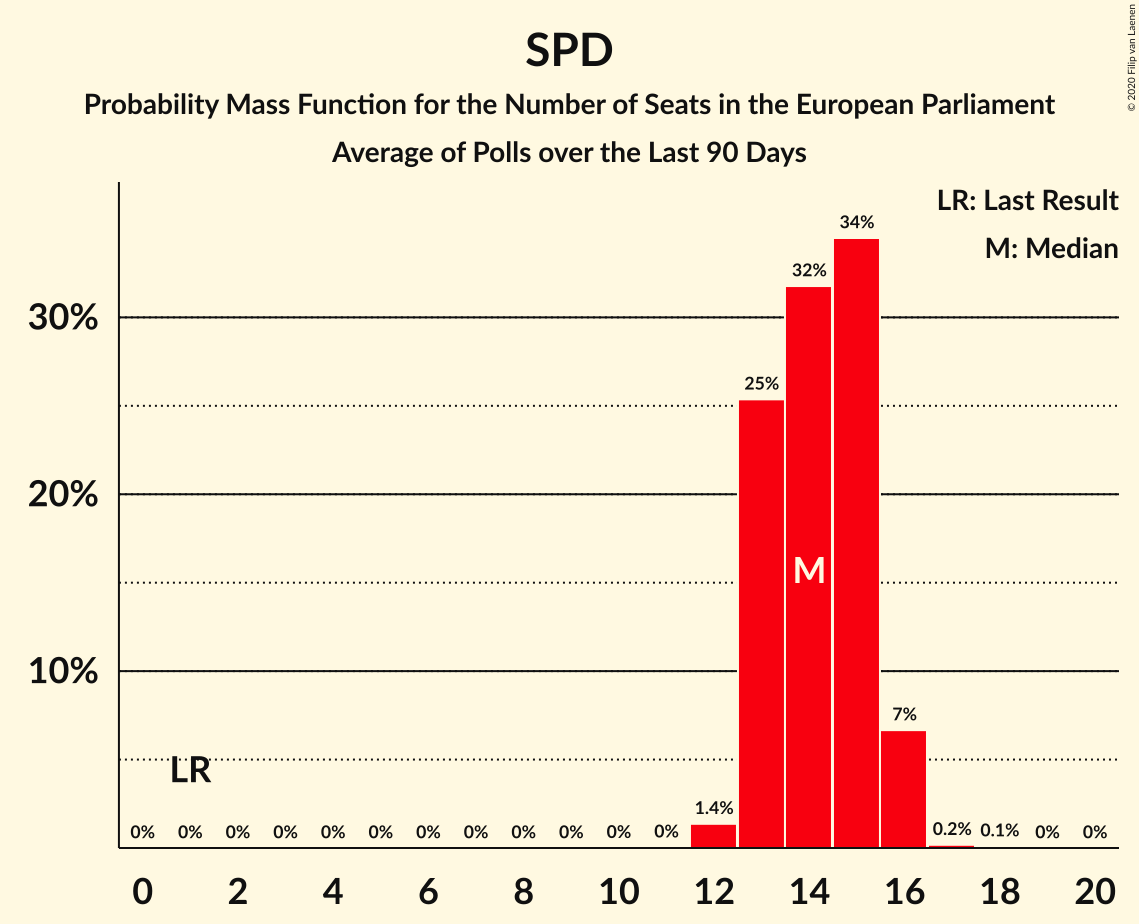 SPD
Probability Mass Function for the Number of Seats in the European Parliament
Average of Polls over the Last 90 Days
© 2020 Filip van Laenen
LR: Last Result
M: Median
30%
20%
10%
0% 0% 0% 0% 0% 0% 0% 0% 0% 0% 0% 0% 1.4% 25% 32% 34% 7% 0.2% 0.1% 0% 0%
LR
M
0 2 4 6 8 10 12 14 16 18 20